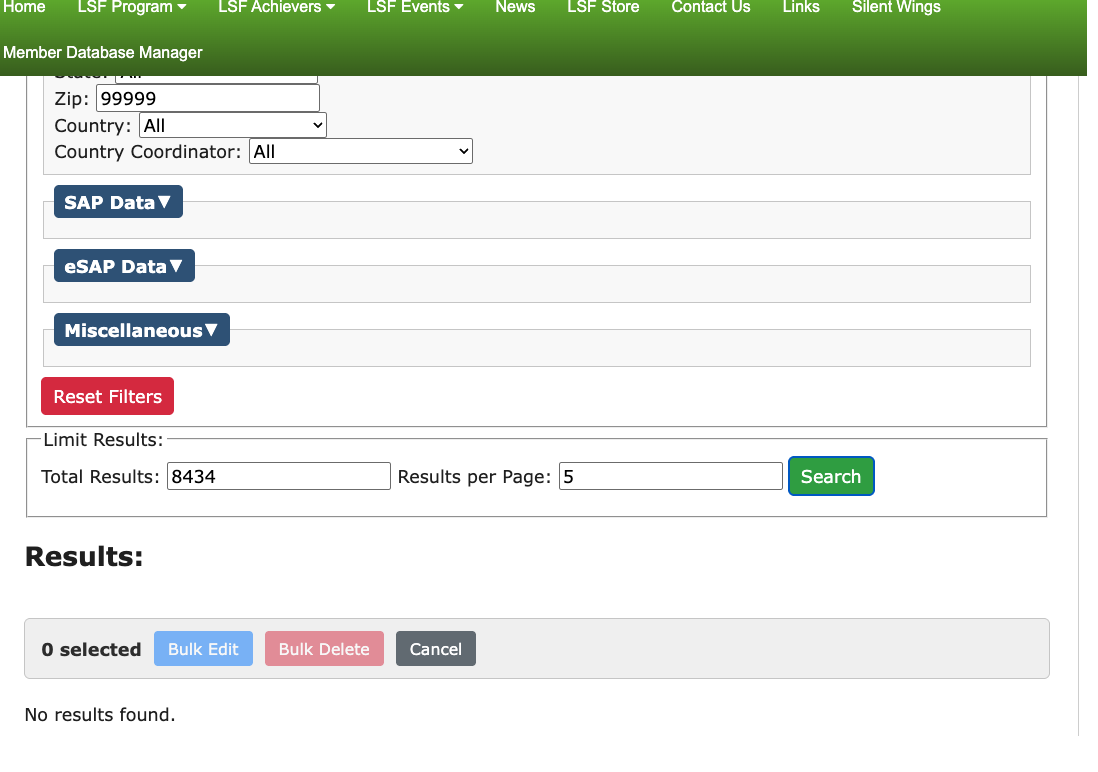 Home LSF Program LSF Achievers LSF Events News LSF Store Contact Us Links Silent Wings
Member Database Manager
Zip: 99999
Country: All
Country Coordinator: All
SAP Data▼
eSAP Data▼
Miscellaneous▼
Reset Filters
Limit Results:
Total Results: 8434 Results per Page: 5 Search
Results:
0 selected Bulk Edit Bulk Delete Cancel
No results found.